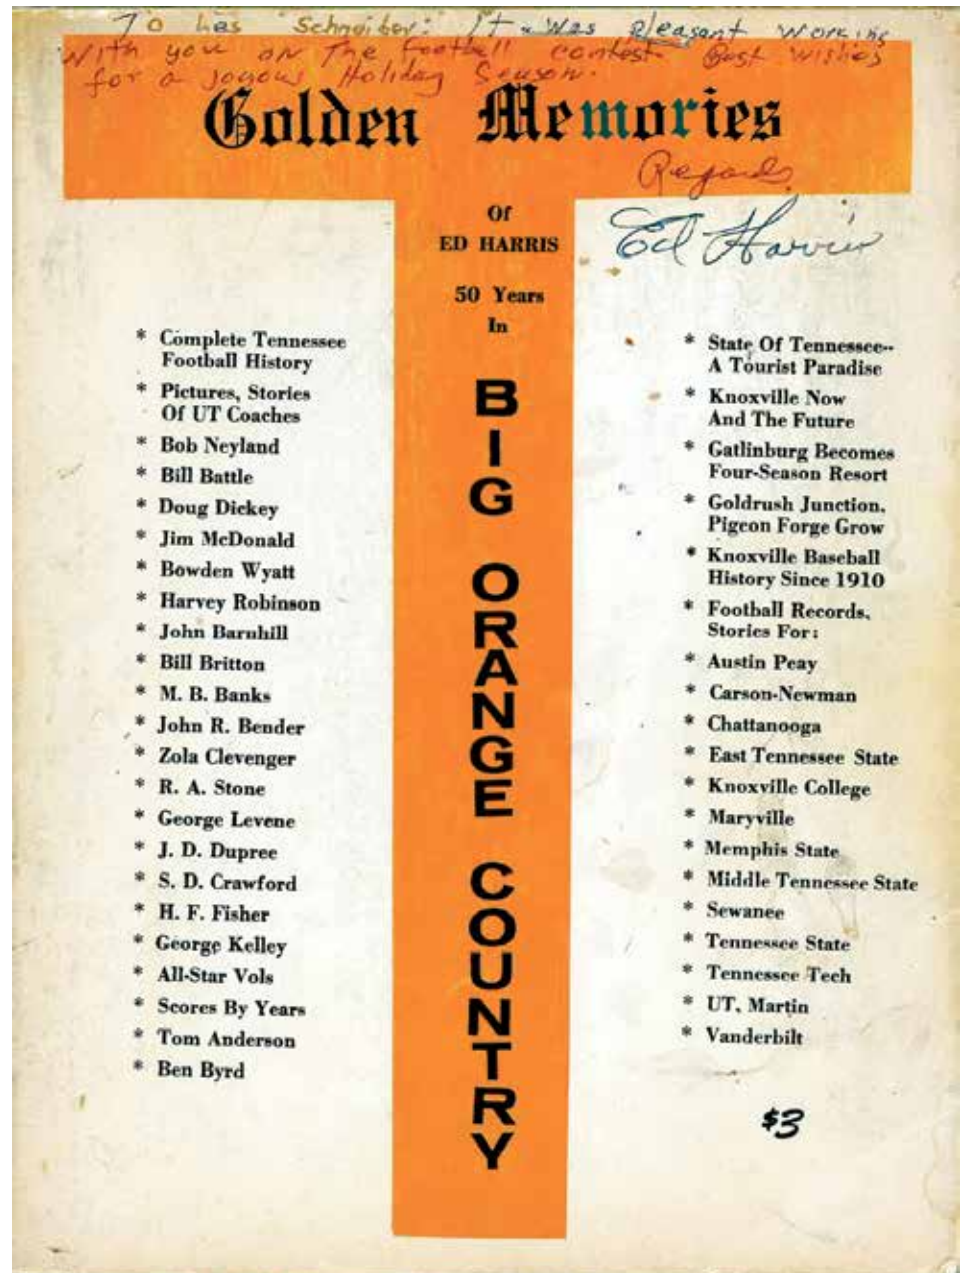 To Les Schneiber: It was pleasant working
with you on the football contest. Best wishes
for a joyous Holiday Season.
Golden Memories
Regards,
Ed Harris
Of
ED HARRIS
50 Years
In
BIG ORANGE COUNTRY
* Complete Tennessee
Football History
* Pictures, Stories
Of UT Coaches
* Bob Neyland
* Bill Battle
* Doug Dickey
* Jim McDonald
* Bowden Wyatt
* Harvey Robinson
* John Barnhill
* Bill Britton
* M. B. Banks
* John R. Bender
* Zola Clevenger
* R. A. Stone
* George Levene
* J. D. Dupree
* S. D. Crawford
* H. F. Fisher
* George Kelley
* All-Star Vols
* Scores By Years
* Tom Anderson
* Ben Byrd
* State Of Tennessee--
A Tourist Paradise
* Knoxville Now
And The Future
* Gatlinburg Becomes
Four-Season Resort
* Goldrush Junction,
Pigeon Forge Grow
* Knoxville Baseball
History Since 1910
* Football Records,
Stories For:
* Austin Peay
* Carson-Newman
* Chattanooga
* East Tennessee State
* Knoxville College
* Maryville
* Memphis State
* Middle Tennessee State
* Sewanee
* Tennessee State
* Tennessee Tech
* UT, Martin
* Vanderbilt
$3